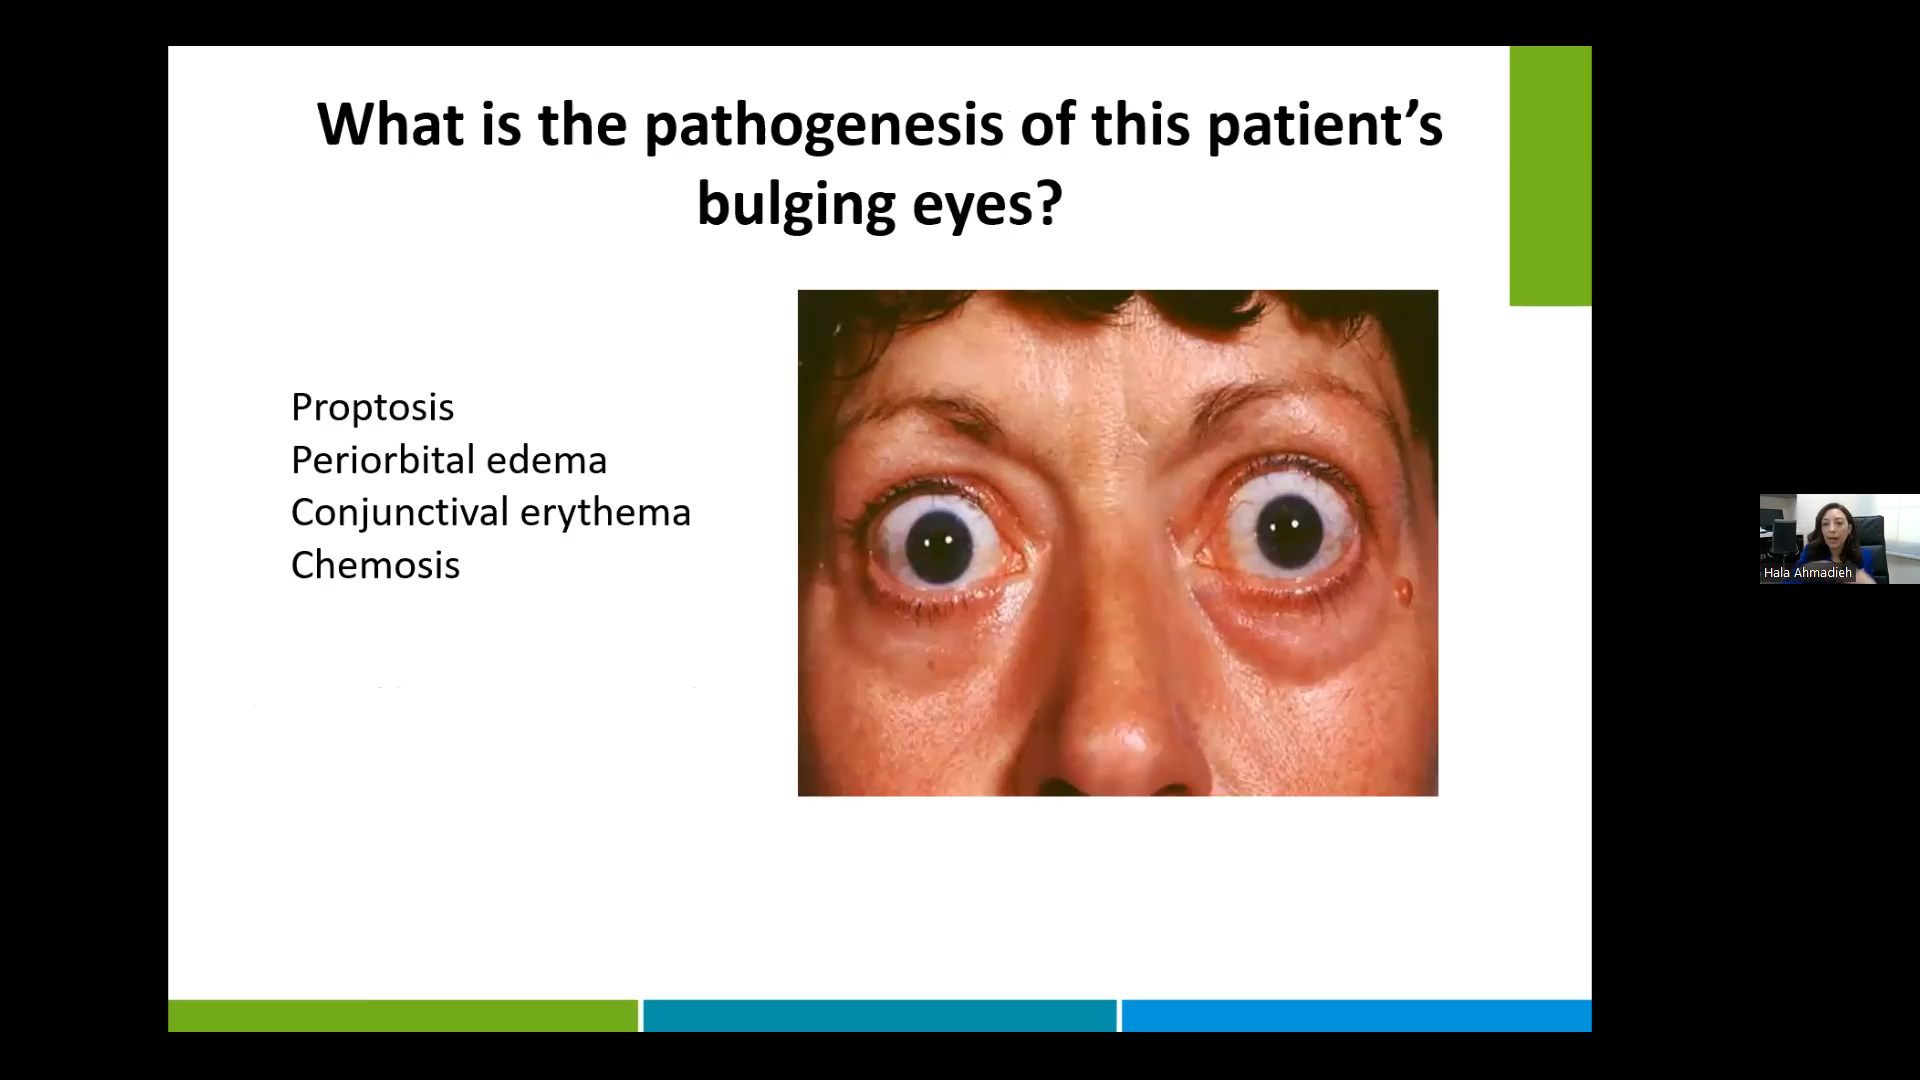 What is the pathogenesis of this patient’s
bulging eyes?
Proptosis
Periorbital edema
Conjunctival erythema
Chemosis
Hala Ahmadieh